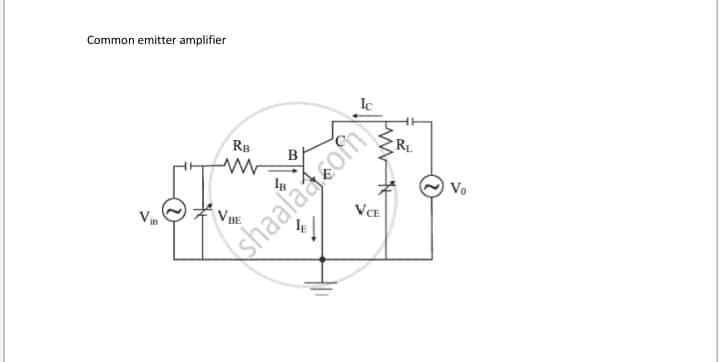 Common emitter amplifier
IC
RB
B
C
RL
IB
E
Vin
VBE
IE
VCE
Vo
shaalaa.com